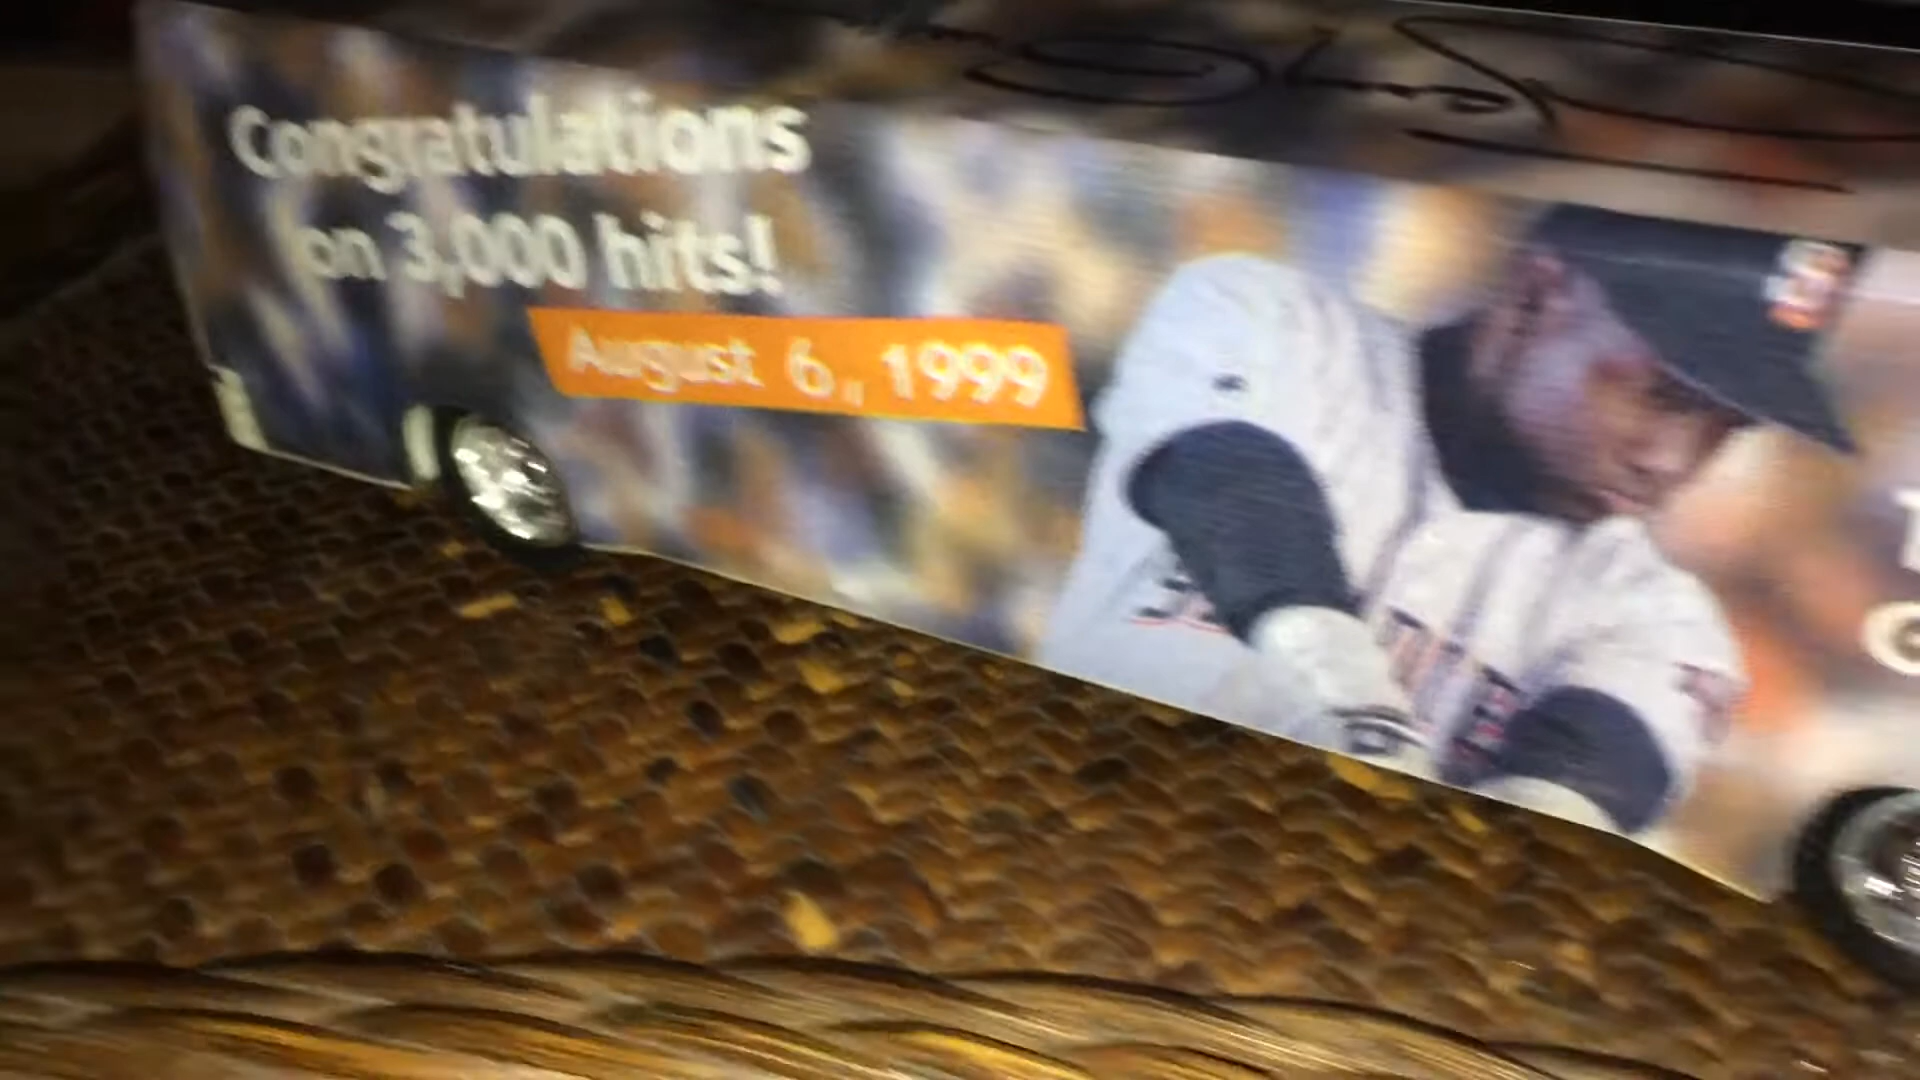 Congratulations
on 3,000 hits!
August 6, 1999